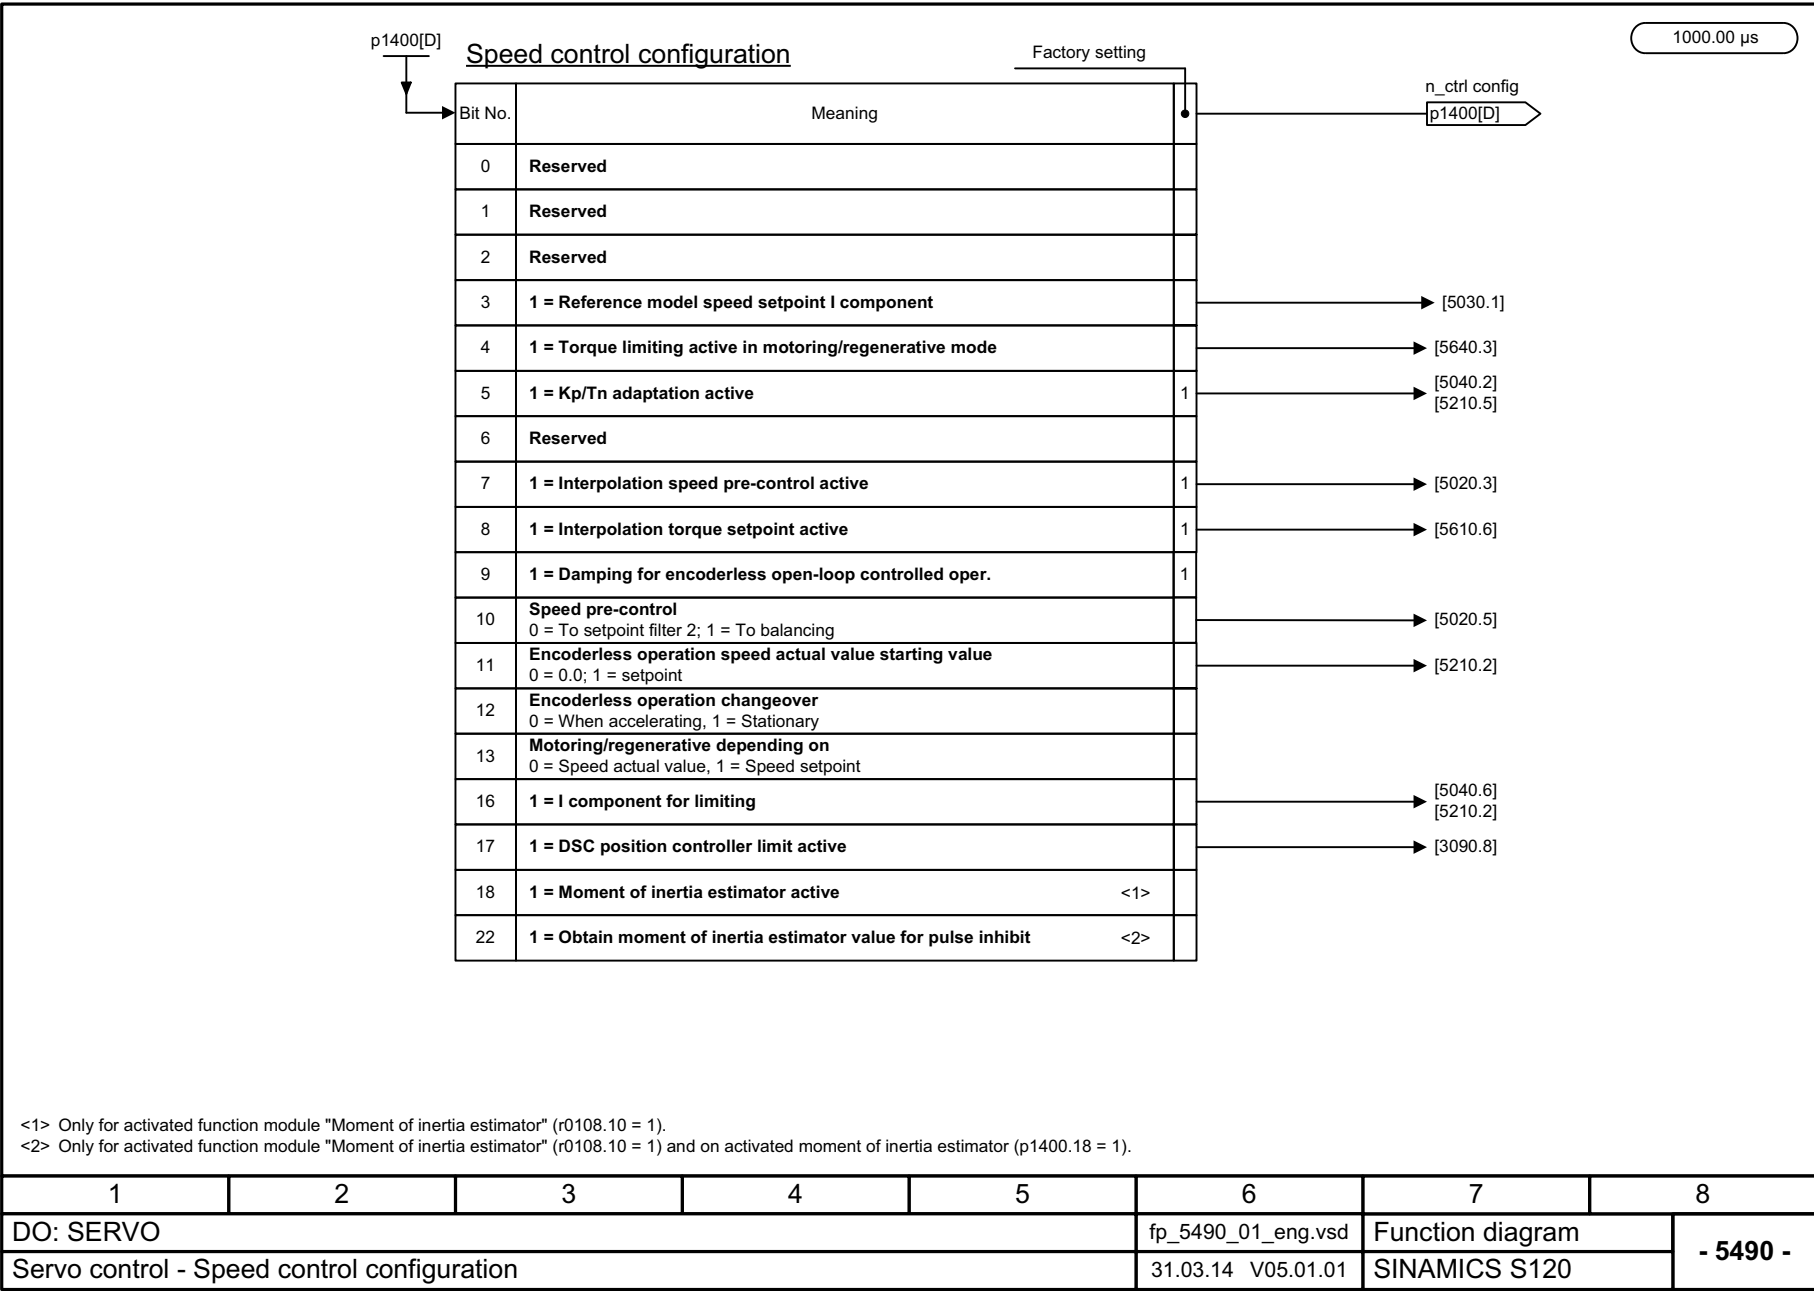 p1400[D]
Speed control configuration
Factory setting
1000.00 µs
n_ctrl config
p1400[D]
Bit No.
Meaning
0 Reserved
1 Reserved
2 Reserved
3 1 = Reference model speed setpoint I component [5030.1]
4 1 = Torque limiting active in motoring/regenerative mode [5640.3]
5 1 = Kp/Tn adaptation active 1 [5040.2]
[5210.5]
6 Reserved
7 1 = Interpolation speed pre-control active 1 [5020.3]
8 1 = Interpolation torque setpoint active 1 [5610.6]
9 1 = Damping for encoderless open-loop controlled oper. 1
10 Speed pre-control
0 = To setpoint filter 2; 1 = To balancing [5020.5]
11 Encoderless operation speed actual value starting value
0 = 0.0; 1 = setpoint [5210.2]
12 Encoderless operation changeover
0 = When accelerating, 1 = Stationary
13 Motoring/regenerative depending on
0 = Speed actual value, 1 = Speed setpoint
16 1 = I component for limiting [5040.6]
[5210.2]
17 1 = DSC position controller limit active [3090.8]
18 1 = Moment of inertia estimator active <1>
22 1 = Obtain moment of inertia estimator value for pulse inhibit <2>
<1> Only for activated function module "Moment of inertia estimator" (r0108.10 = 1).
<2> Only for activated function module "Moment of inertia estimator" (r0108.10 = 1) and on activated moment of inertia estimator (p1400.18 = 1).
1 2 3 4 5 6 7 8
DO: SERVO fp_5490_01_eng.vsd Function diagram
- 5490 -
Servo control - Speed control configuration 31.03.14 V05.01.01 SINAMICS S120